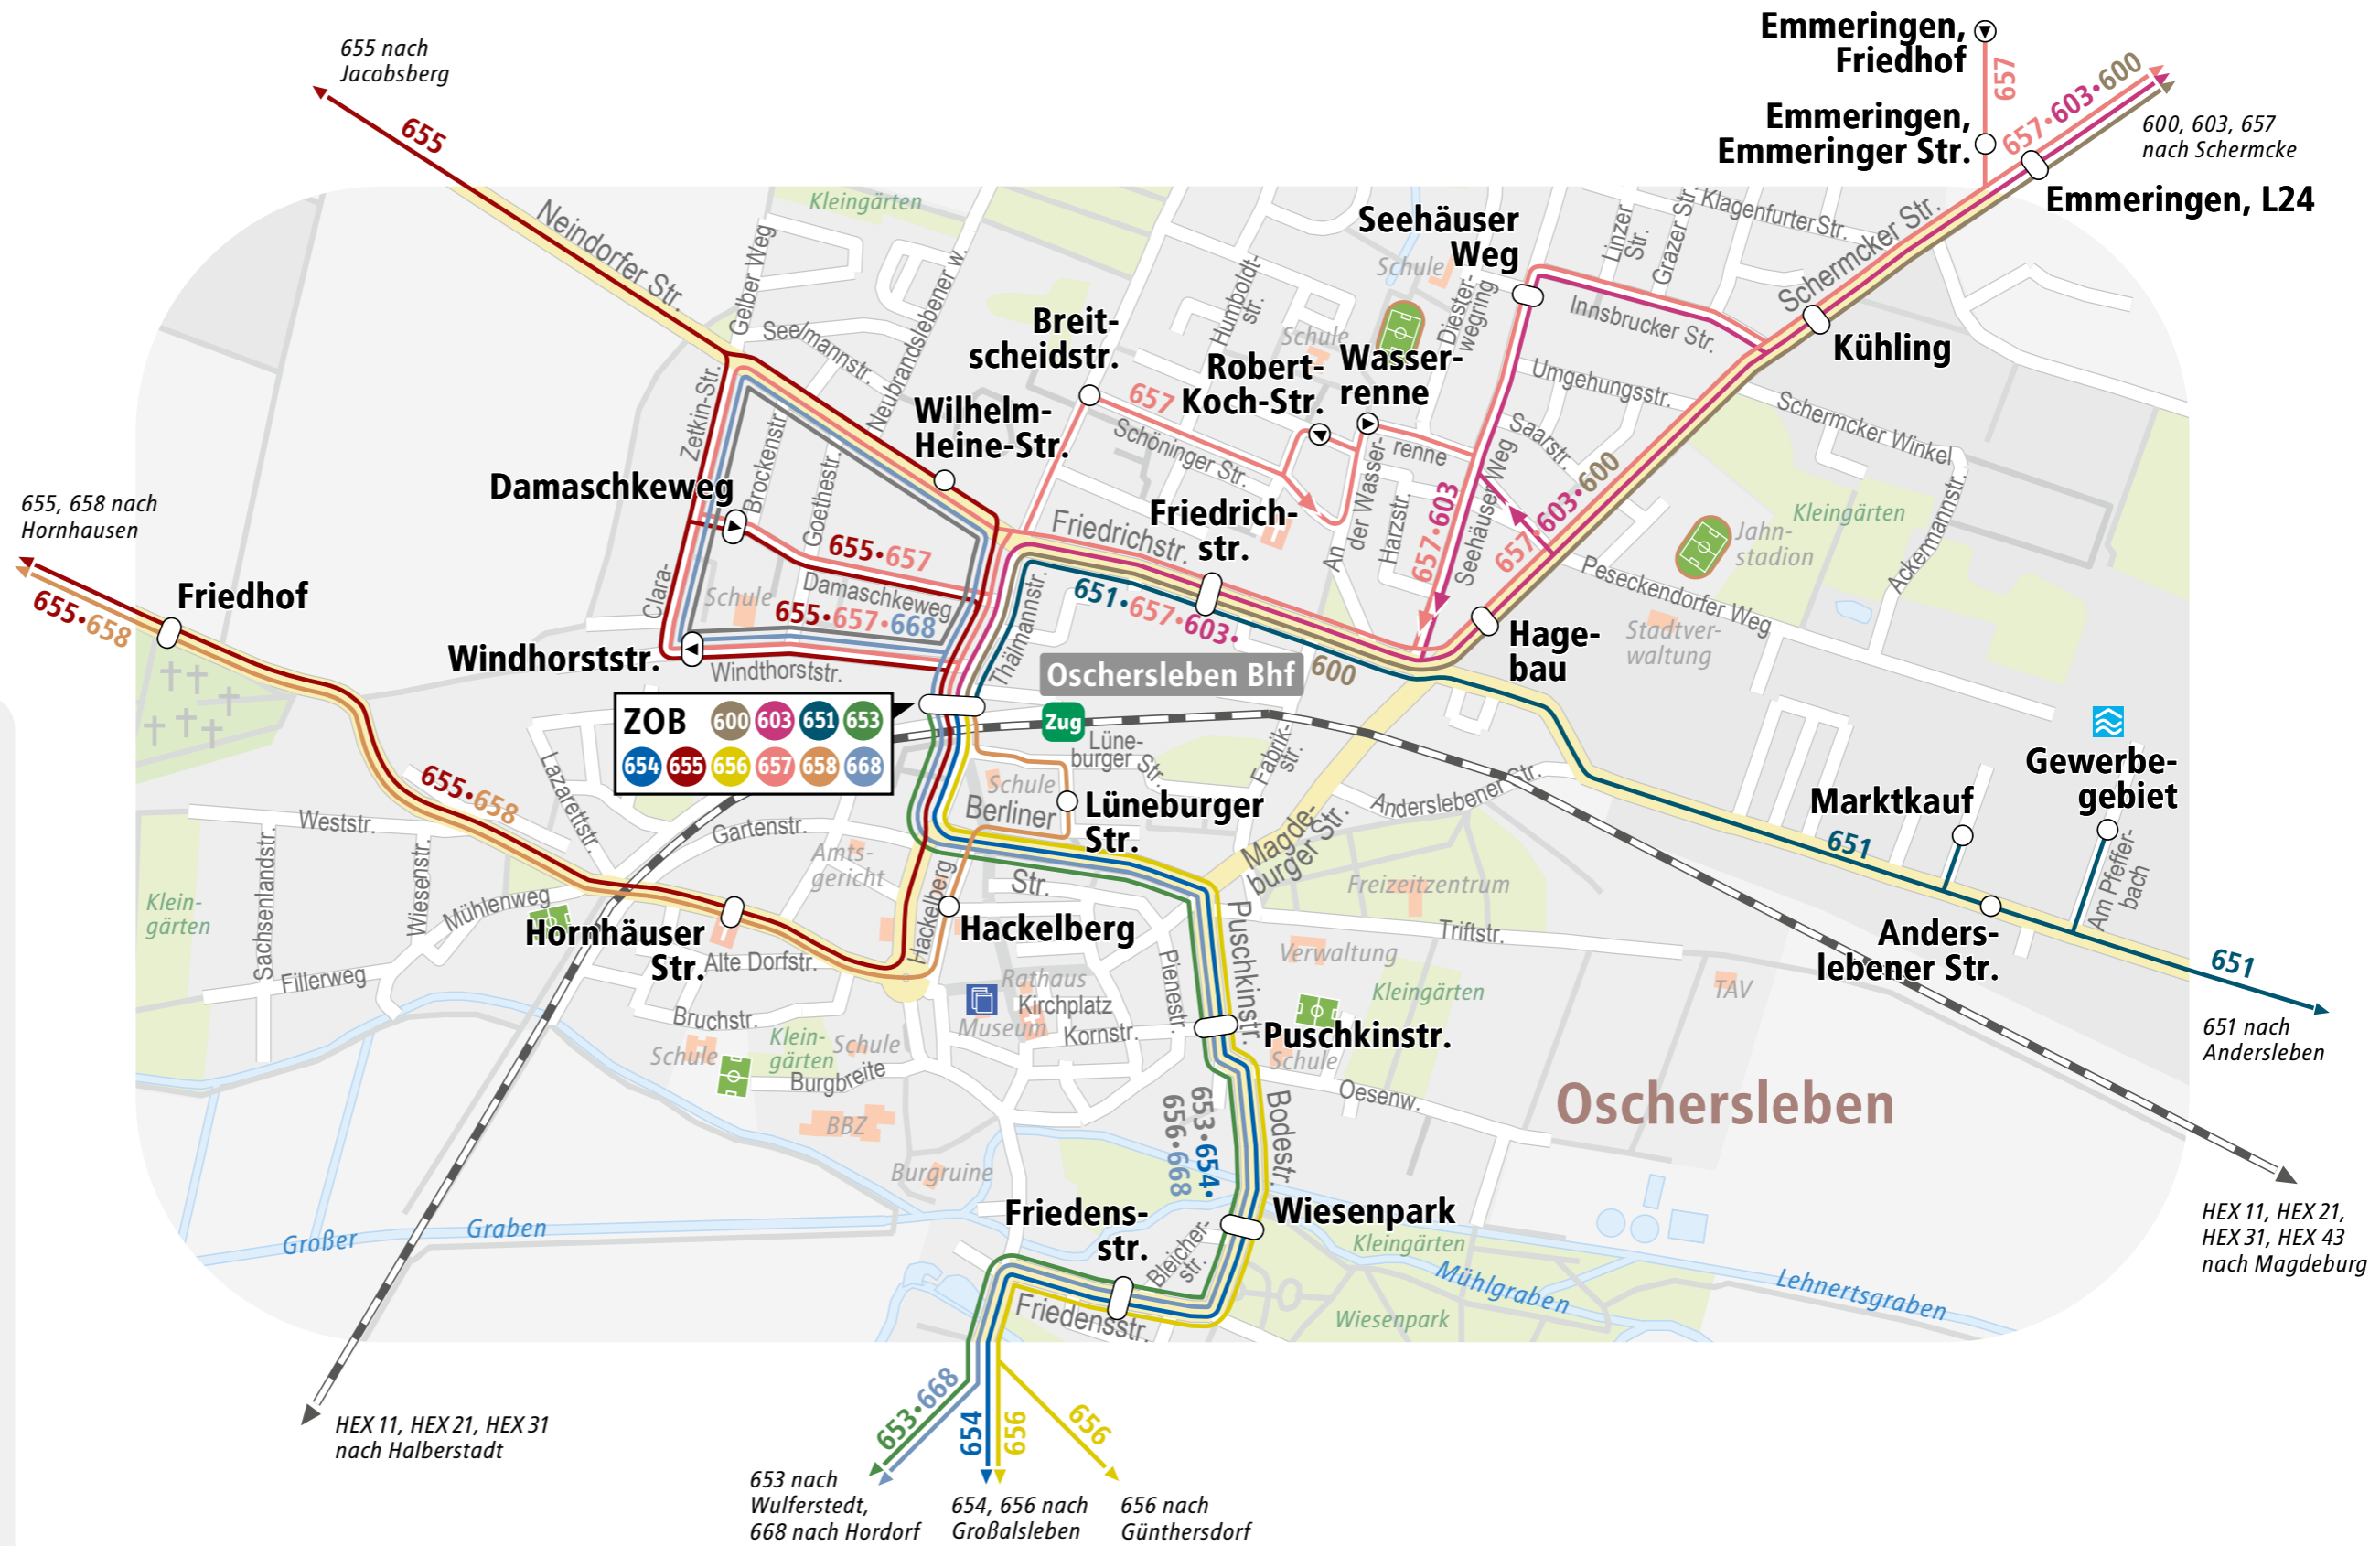 655 nach
Jacobsberg
655
Emmeringen,
Friedhof
657
Emmeringen,
Emmeringer Str.
657•603•600
600, 603, 657
nach Schermcke
Emmeringen, L24
Kleingärten
Neindorfer Str.
Gelber Weg
Neubrandslebener w.
Seelmannstr.
Humboldt-
str.
Schule
Seehäuser
Weg
Diester-
wegring
Linzer
Str.
Grazer Str.
Klagenfurter Str.
Schermcker Str.
Innsbrucker Str.
Kühling
Breit-
scheidstr.
Schule
Robert-
Koch-Str.
Wasser-
renne
Umgehungsstr.
Schermcker Winkel
Wilhelm-
Heine-Str.
657
Schöninger Str.
renne
An
der Wasser-
Saarstr.
Zetkin-Str.
Clara-
Brockenstr.
Goethestr.
Damaschkeweg
655•657
Damaschkeweg
Schule
655•657•668
Windhorststr.
Windthorststr.
Friedrichstr.
Friedrich-
str.
Harzstr.
657•603
Seehäuser Weg
657•603•600
Kleingärten
Jahn-
stadion
Ackermannstr.
Peseckendorfer Weg
Stadtver-
waltung
Hage-
bau
655, 658 nach
Hornhausen
655•658
Friedhof
Thälmannstr.
651•657•603•
600
Oschersleben Bhf
Zug
ZOB 600 603 651 653
654 655 656 657 658 668
Lüne-
burger Str.
Fabrik-
str.
Schule
Berliner
Str.
Lüneburger
Str.
Magde-
burger Str.
Anderslebener Str.
Gewerbe-
gebiet
Marktkauf
651
Am Pfeffer-
bach
Anders-
lebener Str.
651
651 nach
Andersleben
655•658
Lazarettstr.
Weststr.
Gartenstr.
Amts-
gericht
Klein-
gärten
Sachsenlandstr.
Wiesenstr.
Mühlenweg
Fillerweg
Hornhäuser
Str.
Alte Dorfstr.
Hackelberg
Hackelberg
Freizeitzentrum
Triftstr.
Verwaltung
Kleingärten
TAV
Puschkinstr.
Pienestr.
Rathaus
Kirchplatz
Museum
Kornstr.
Puschkinstr.
Schule
Bruchstr.
Schule
Klein-
gärten
Schule
Burgbreite
BBZ
Burgruine
Oesenw.
Oschersleben
653•654•
656•668
Bodestr.
Wiesenpark
Friedens-
str.
Bleicher-
str.
Friedensstr.
Großer
Graben
Kleingärten
Mühlgraben
Wiesenpark
Lehnertsgraben
HEX 11, HEX 21,
HEX 31, HEX 43
nach Magdeburg
HEX 11, HEX 21, HEX 31
nach Halberstadt
653•668
654
656
656
653 nach
Wulferstedt,
668 nach Hordorf
654, 656 nach
Großalsleben
656 nach
Günthersdorf